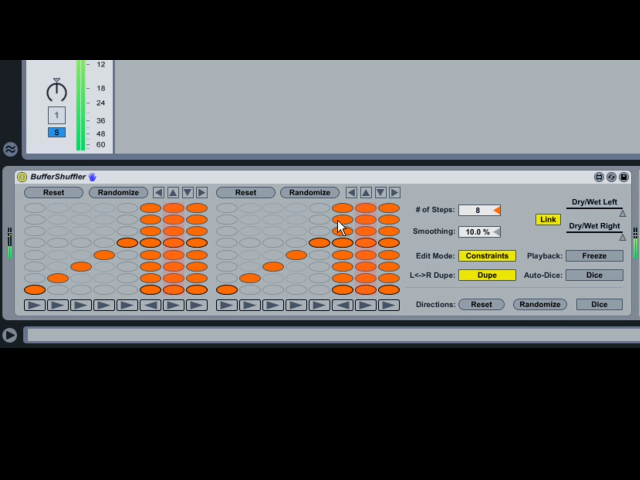 12
18
24
1
36
S
48
60
BufferShuffler
Reset Randomize Reset Randomize
# of Steps: 8
Smoothing: 10.0 %
Edit Mode: Constraints
L<->R Dupe: Dupe
Link
Dry/Wet Left
Dry/Wet Right
Playback: Freeze
Auto-Dice: Dice
Directions: Reset Randomize Dice